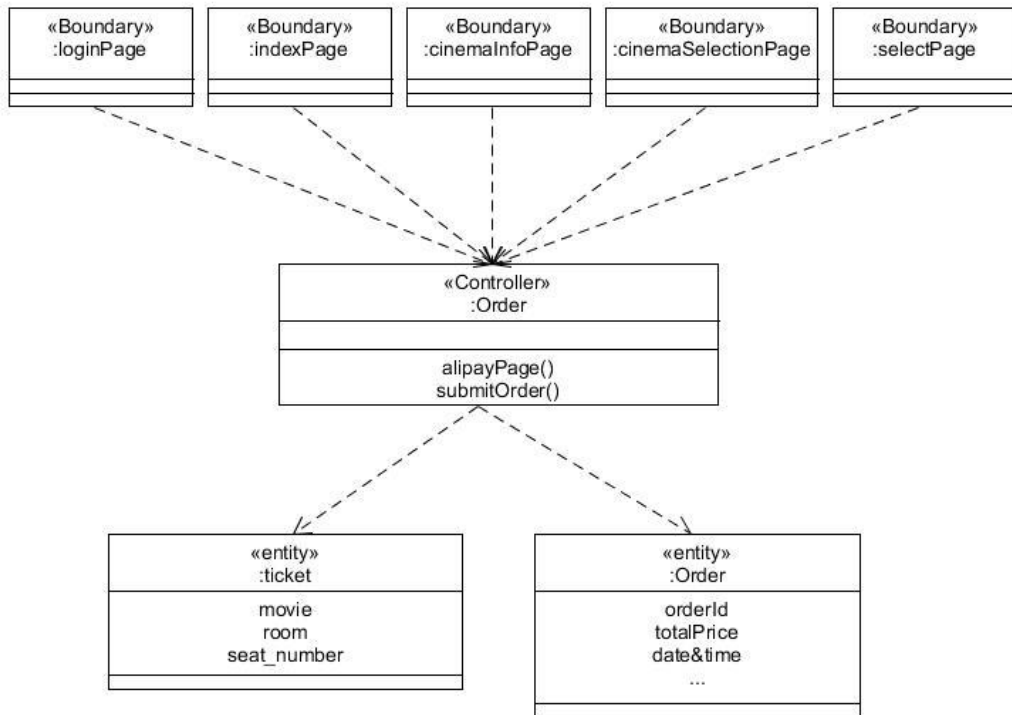 «Boundary»
:loginPage
«Boundary»
:indexPage
«Boundary»
:cinemaInfoPage
«Boundary»
:cinemaSelectionPage
«Boundary»
:selectPage
«Controller»
:Order
alipayPage()
submitOrder()
«entity»
:ticket
movie
room
seat_number
«entity»
:Order
orderId
totalPrice
date&time
...